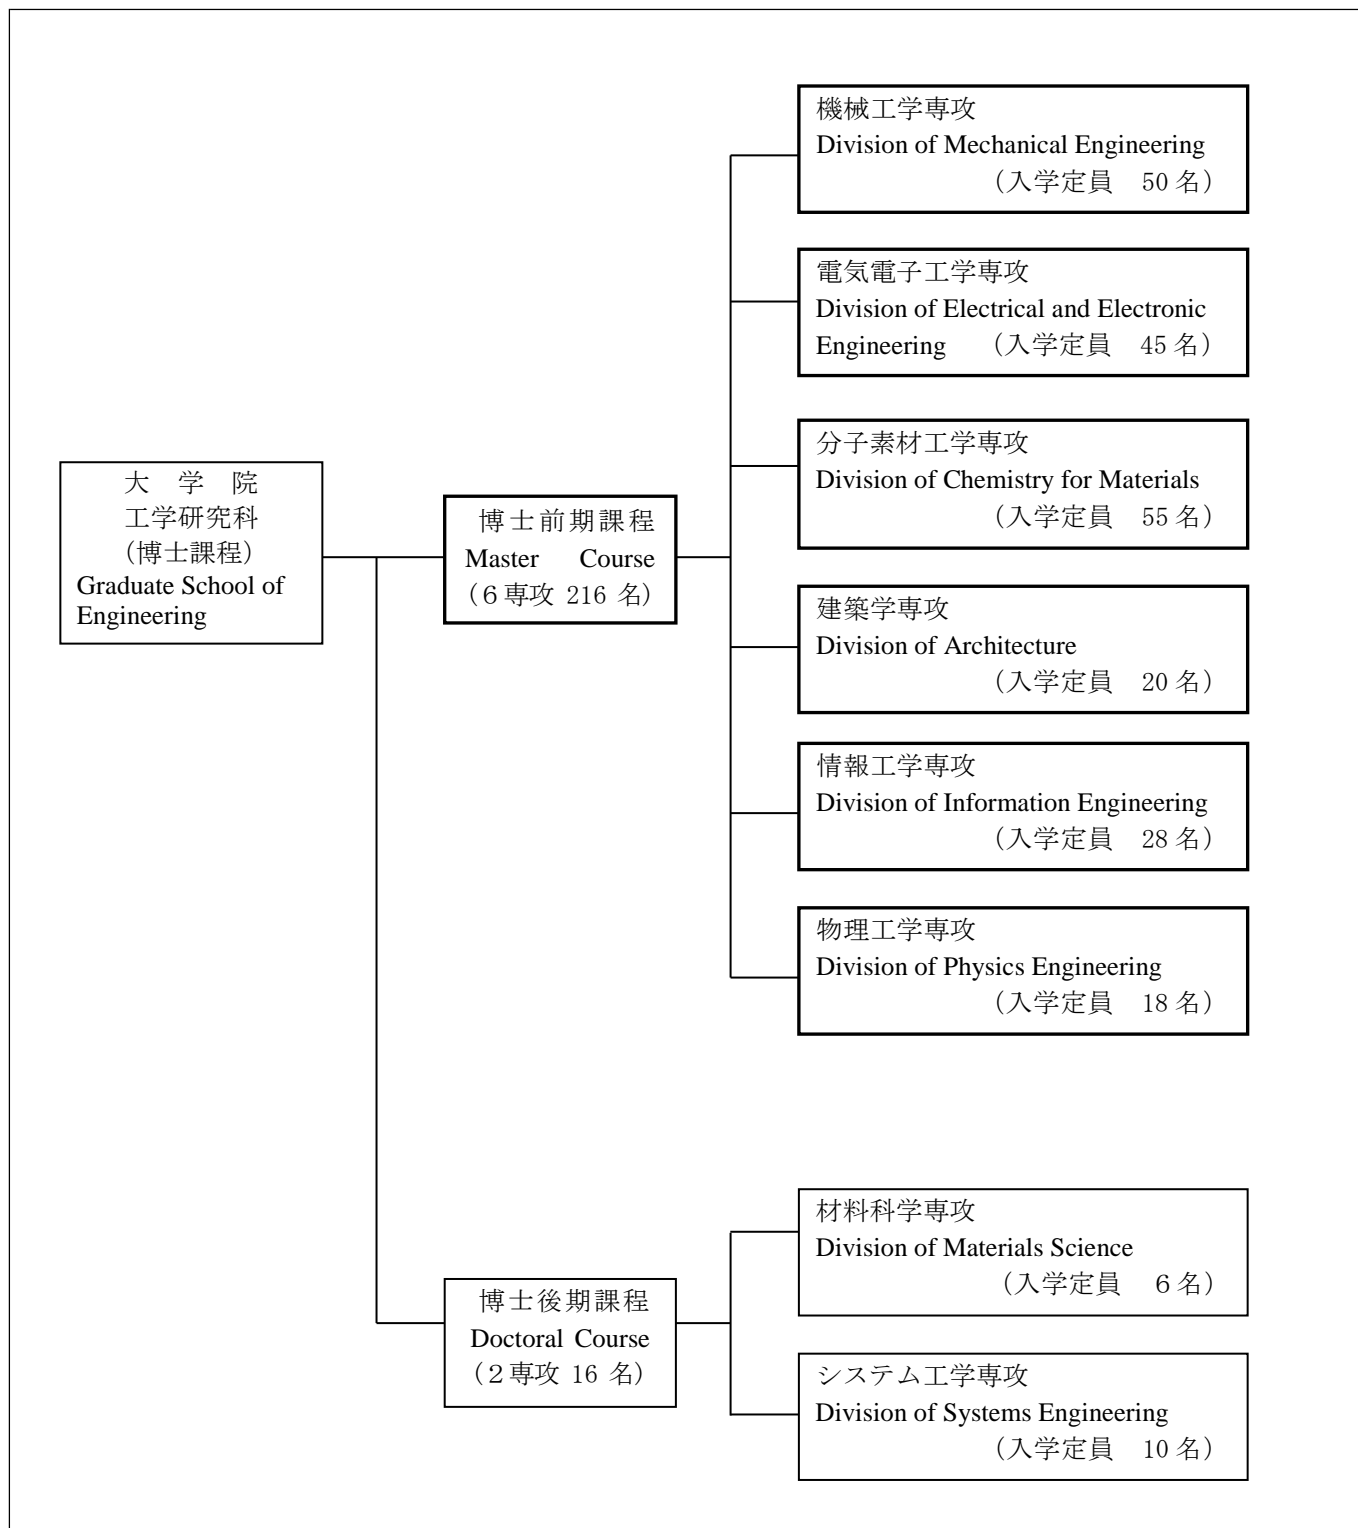 大 学 院
工学研究科
(博士課程)
Graduate School of
Engineering
博士前期課程
Master Course
(6専攻 216 名)
機械工学専攻
Division of Mechanical Engineering
(入学定員 50 名)
電気電子工学専攻
Division of Electrical and Electronic
Engineering (入学定員 45 名)
分子素材工学専攻
Division of Chemistry for Materials
(入学定員 55 名)
建築学専攻
Division of Architecture
(入学定員 20 名)
情報工学専攻
Division of Information Engineering
(入学定員 28 名)
物理工学専攻
Division of Physics Engineering
(入学定員 18 名)
博士後期課程
Doctoral Course
(2専攻 16 名)
材料科学専攻
Division of Materials Science
(入学定員 6名)
システム工学専攻
Division of Systems Engineering
(入学定員 10 名)